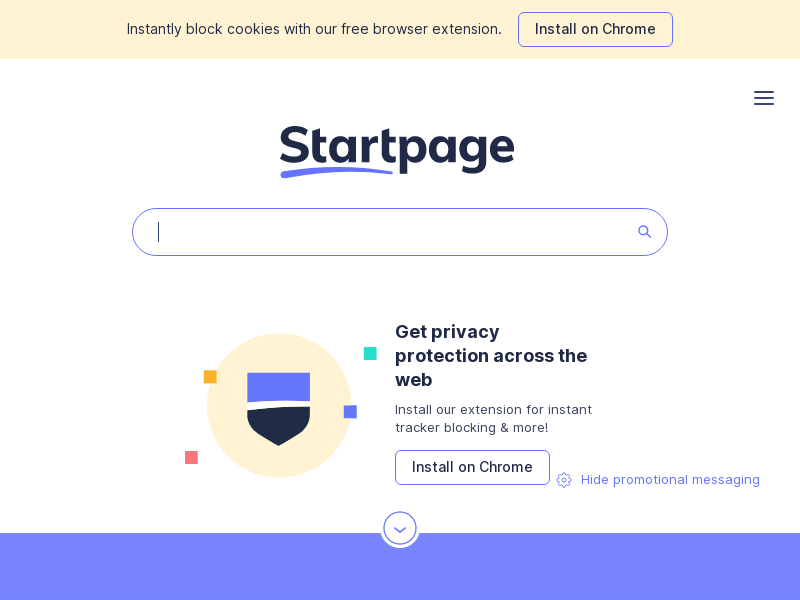 Instantly block cookies with our free browser extension.
Install on Chrome
Startpage
Get privacy
protection across the
web
Install our extension for instant
tracker blocking & more!
Install on Chrome
Hide promotional messaging